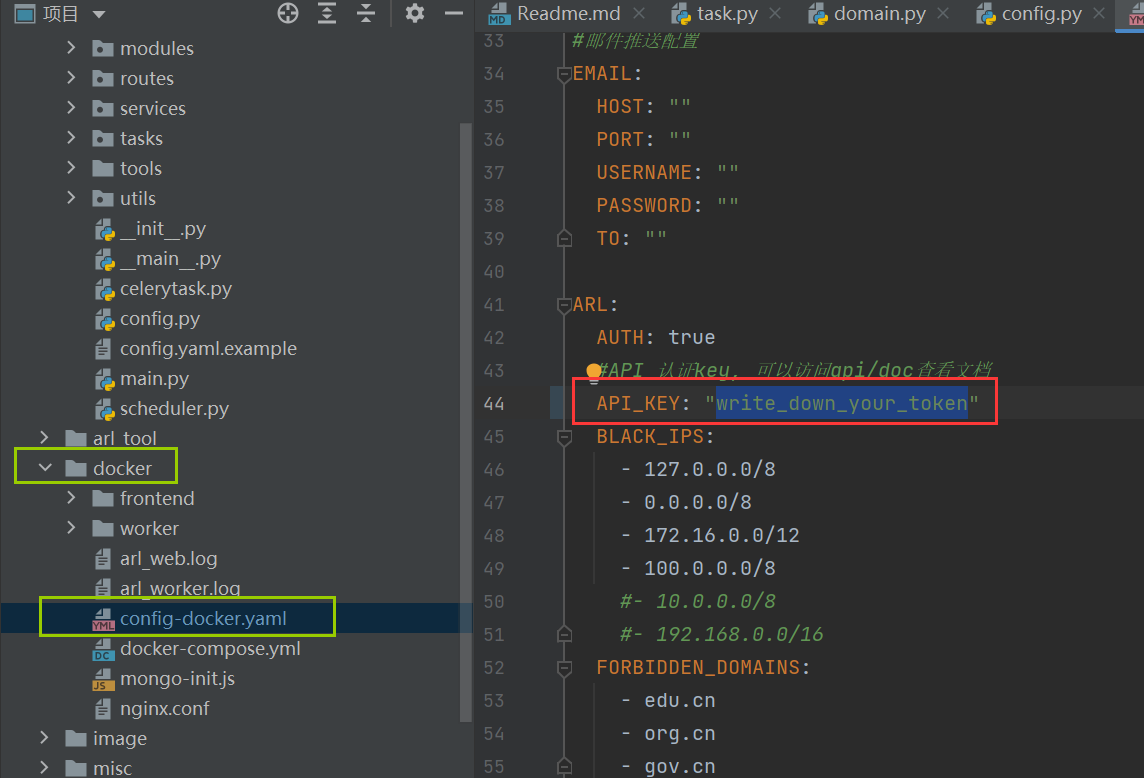 项目
modules
routes
services
tasks
tools
utils
__init__.py
__main__.py
celerytask.py
config.py
config.yaml.example
main.py
scheduler.py
arl_tool
docker
frontend
worker
arl_web.log
arl_worker.log
YML config-docker.yaml
DC docker-compose.yml
JS mongo-init.js
nginx.conf
image
misc
MD Readme.md
task.py
domain.py
config.py
33 #邮件推送配置
34 EMAIL:
35 HOST: ""
36 PORT: ""
37 USERNAME: ""
38 PASSWORD: ""
39 TO: ""
40
41 ARL:
42 AUTH: true
43 #API 认证key, 可以访问api/doc查看文档
44 API_KEY: "write_down_your_token"
45 BLACK_IPS:
46 - 127.0.0.0/8
47 - 0.0.0.0/8
48 - 172.16.0.0/12
49 - 100.0.0.0/8
50 #- 10.0.0.0/8
51 #- 192.168.0.0/16
52 FORBIDDEN_DOMAINS:
53 - edu.cn
54 - org.cn
55 - gov.cn